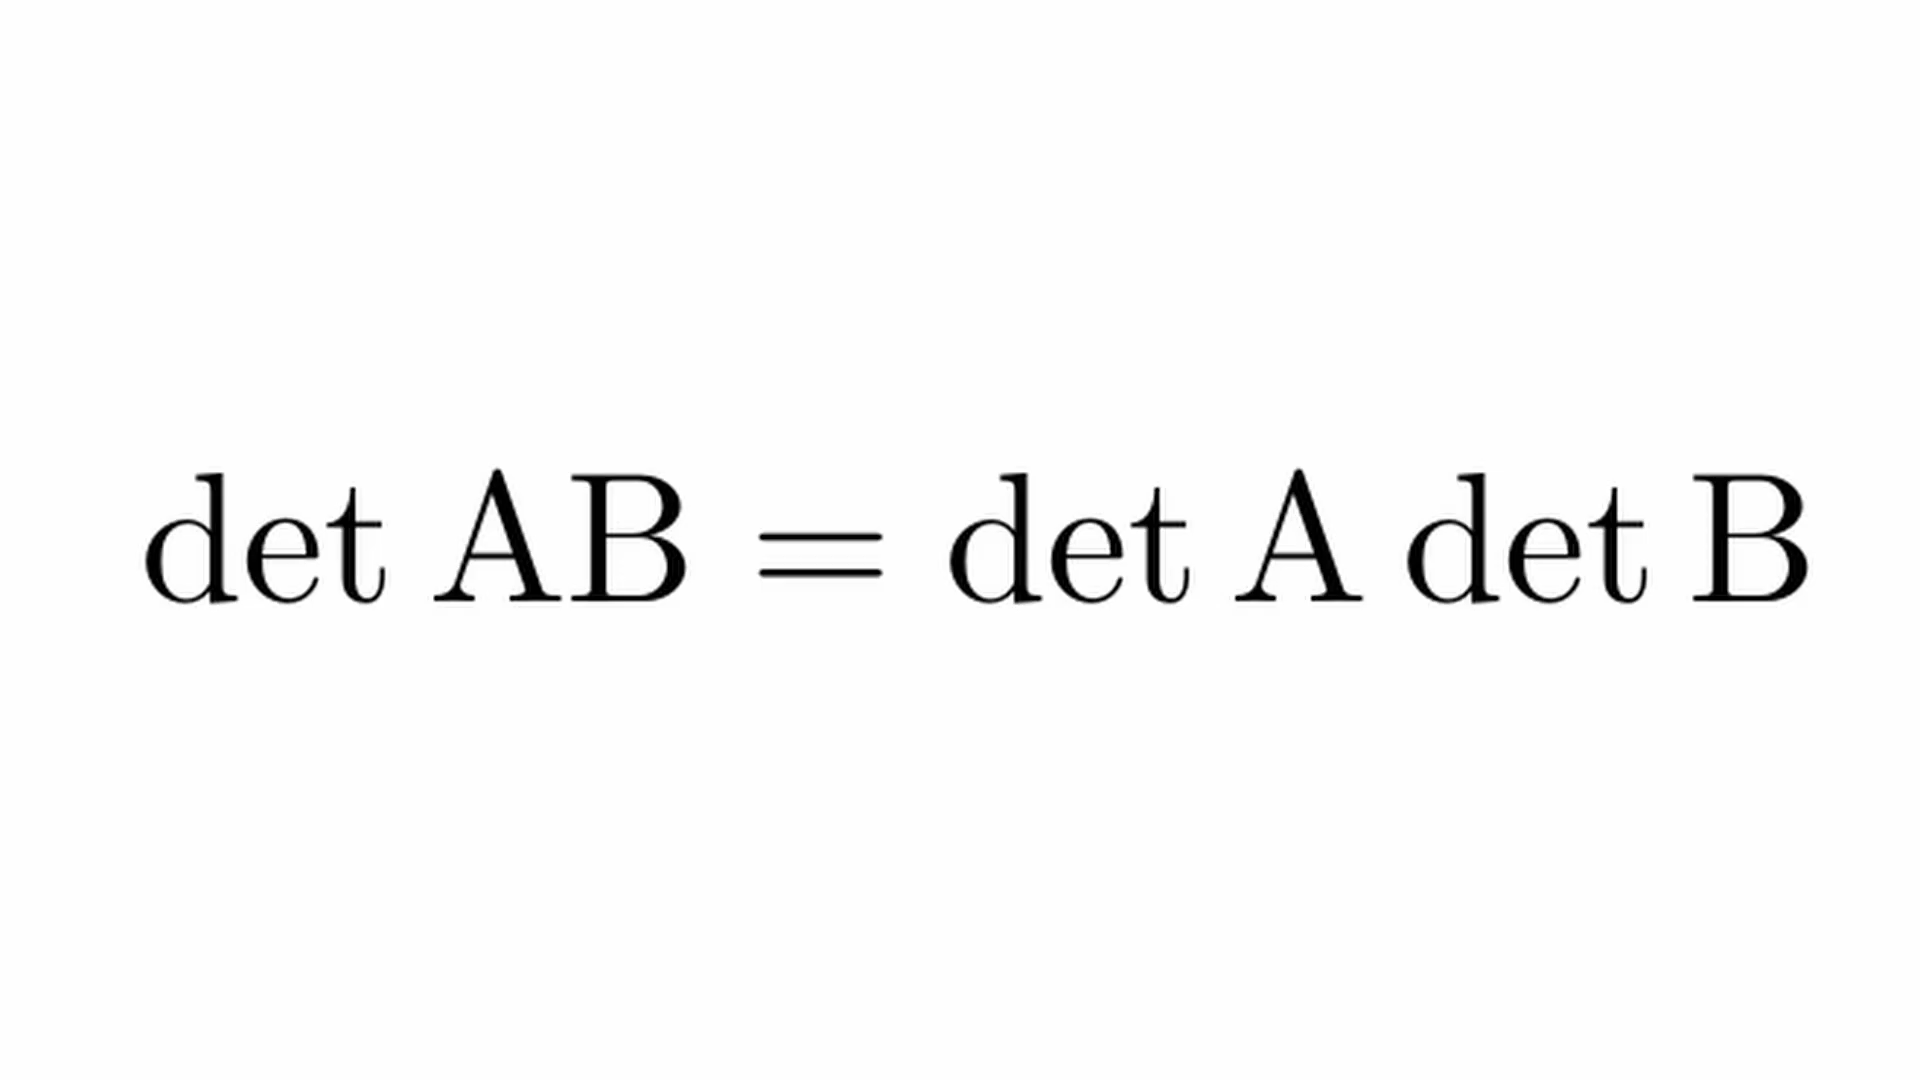 det AB = det A det B